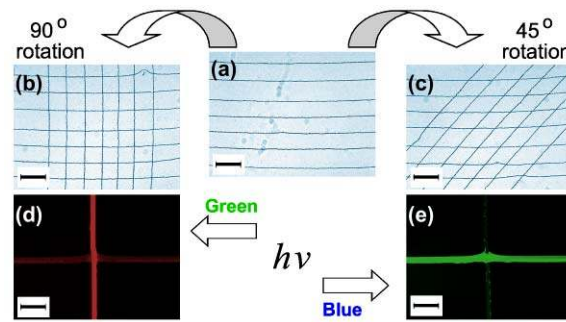 90°
rotation
45°
rotation
(a)
(b)
(c)
(d)
Green
(e)
hν
Blue